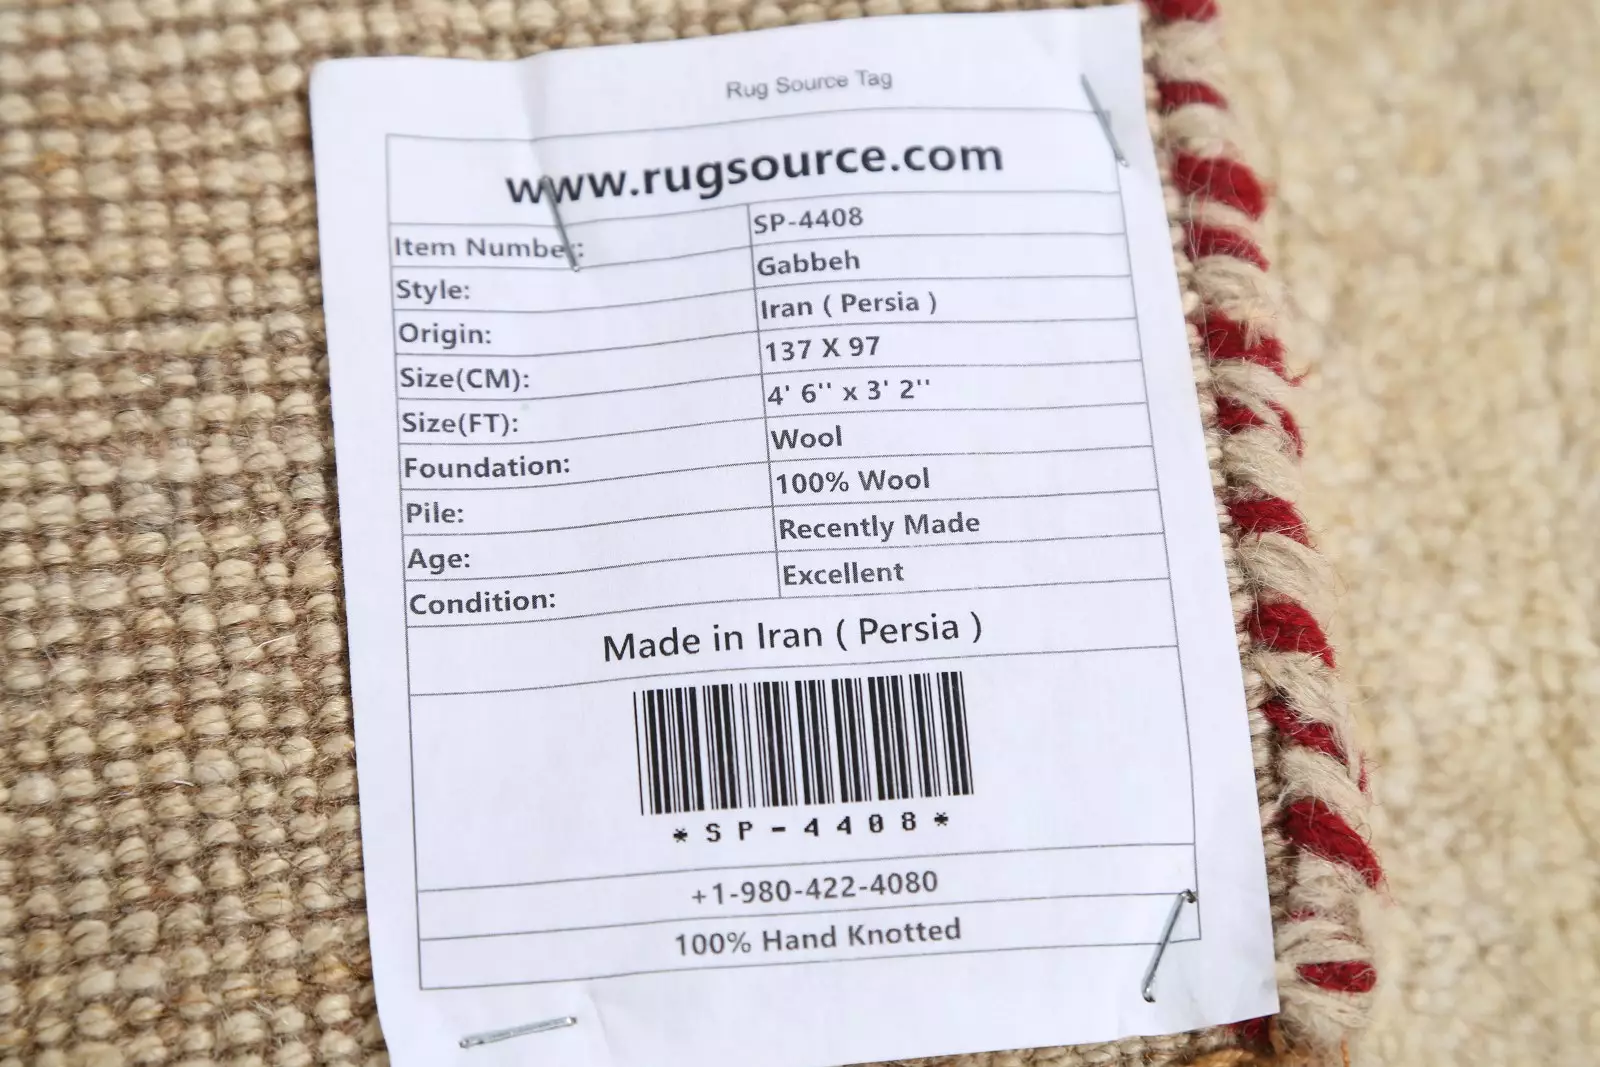 Rug Source Tag
www.rugsource.com
Item Number: SP-4408
Style: Gabbeh
Origin: Iran ( Persia )
Size(CM): 137 X 97
Size(FT): 4' 6'' x 3' 2''
Foundation: Wool
Pile: 100% Wool
Age: Recently Made
Condition: Excellent
Made in Iran ( Persia )
*SP-4408*
+1-980-422-4080
100% Hand Knotted